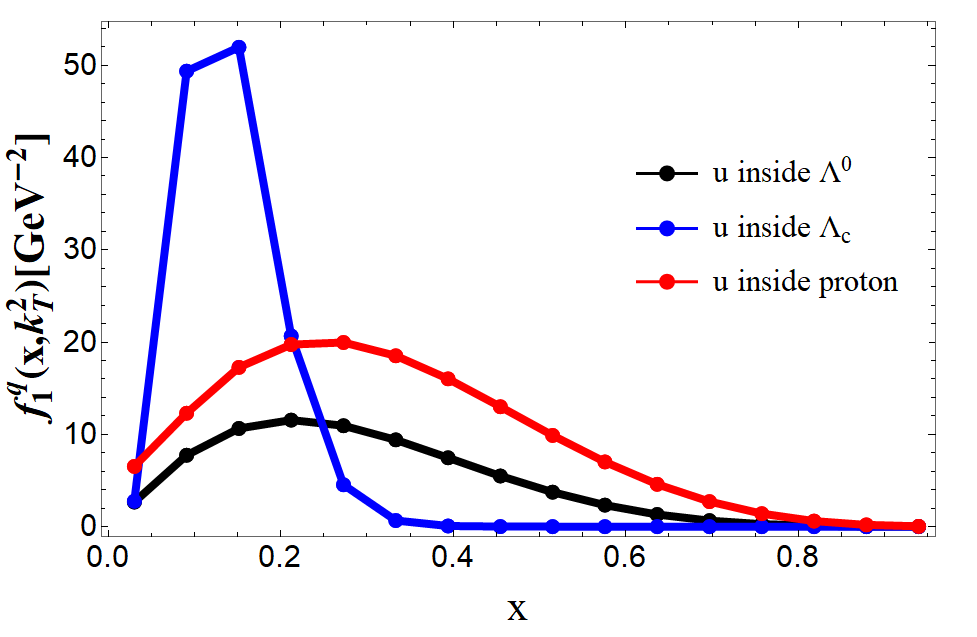 f₁^q(x,k_T²)[GeV⁻²]
50
40
30
20
10
0
u inside Λ⁰
u inside Λ_c
u inside proton
0.0 0.2 0.4 0.6 0.8
x